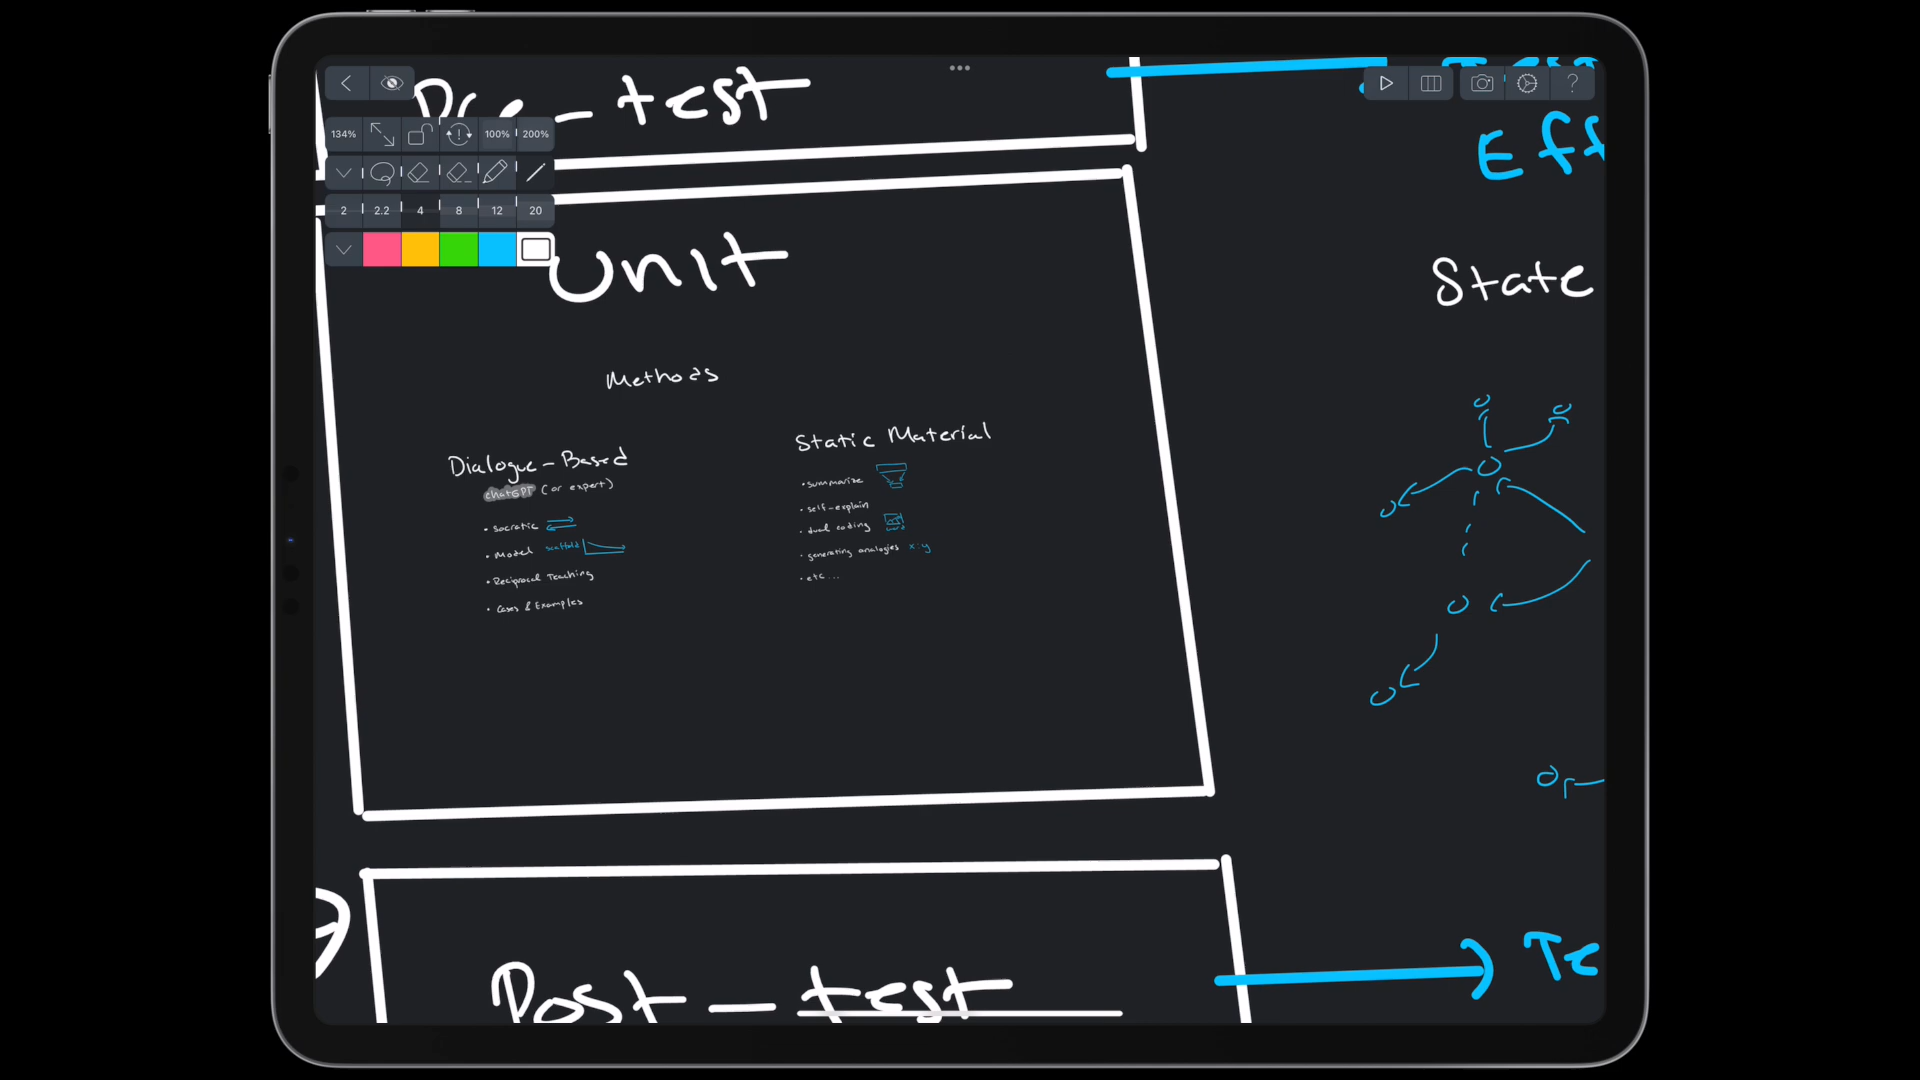 Pre-test
134%
100%
200%
2
2.2
4
8
12
20
Eff
Unit
State
Methods
Dialogue-Based
chatGPT (or expert)
• socratic
• Model scaffold
• Reciprocal Teaching
• Cases & Examples
Static Material
• summarize
• self-explain
• dual coding
• generating analogies x:y
• etc...
Post-test
Te